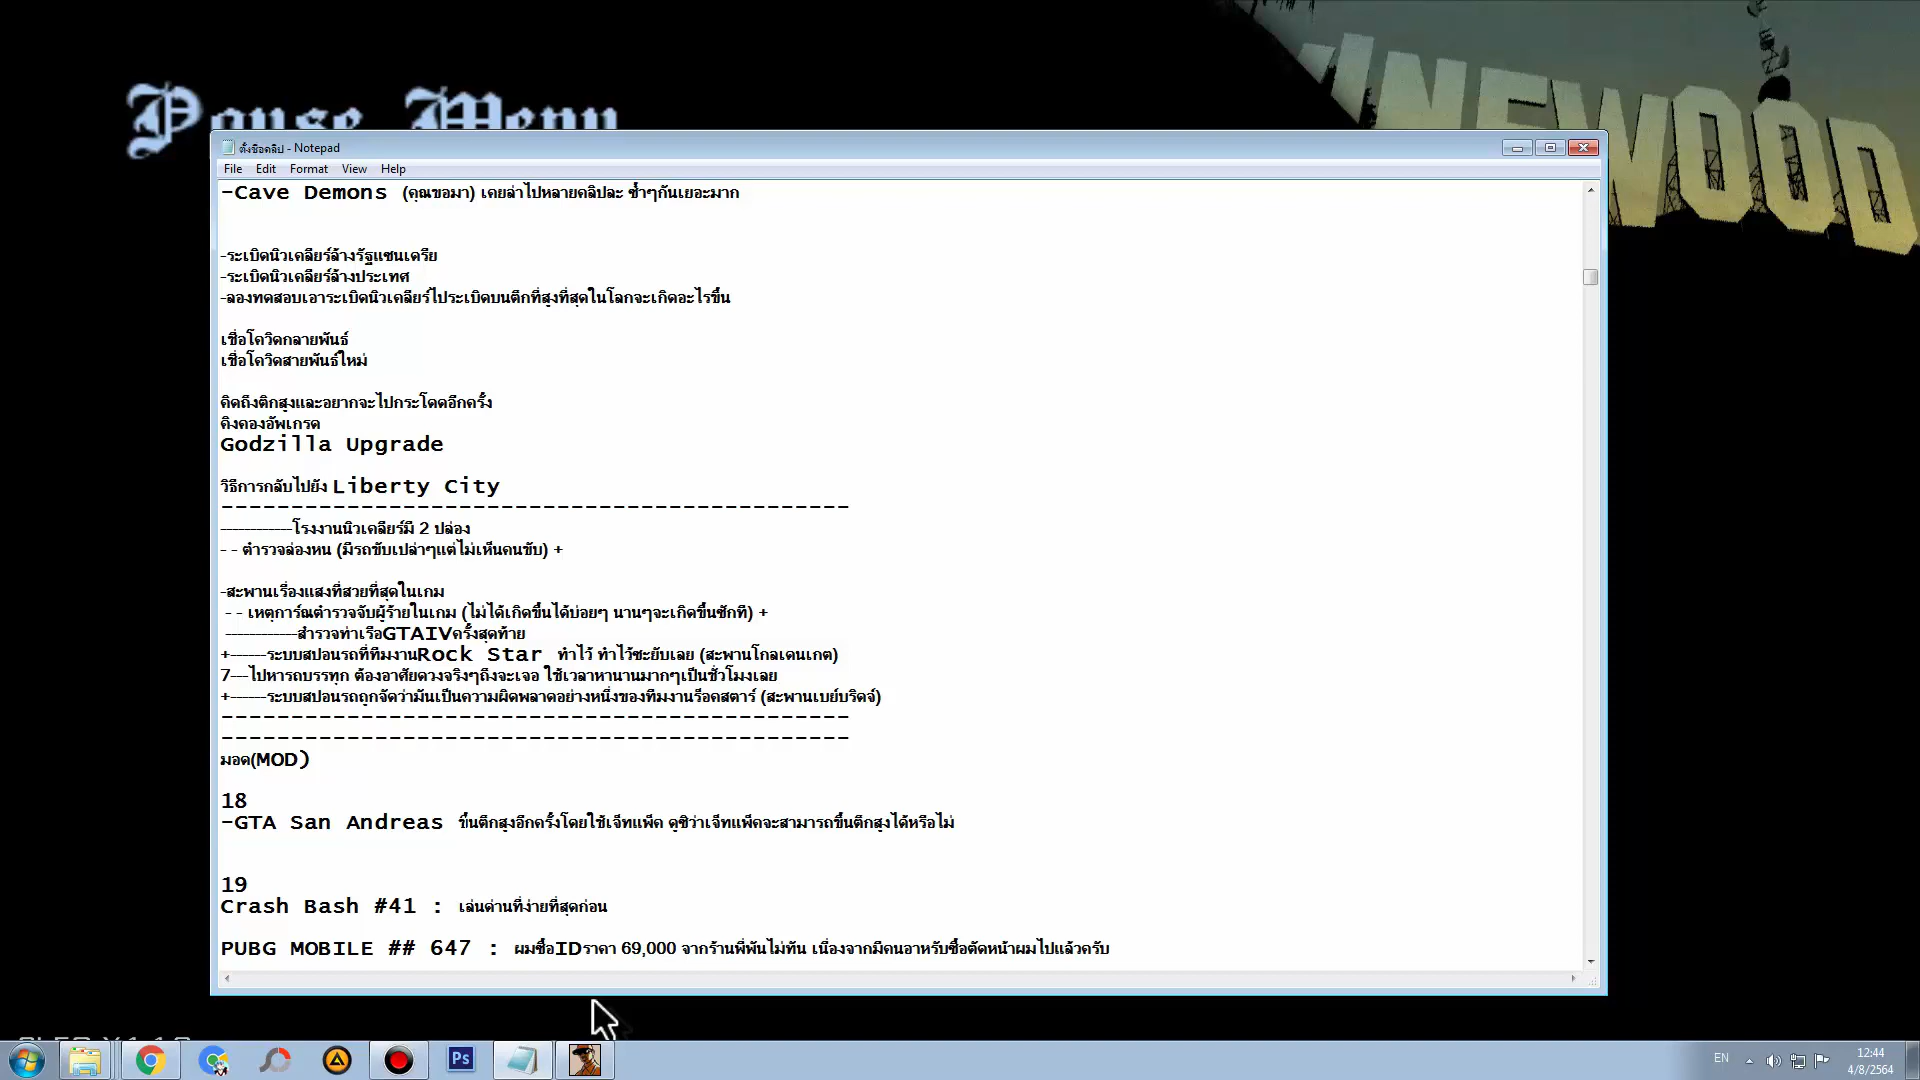 Pause Menu
INEWOOD
ตั้งชื่อคลิป - Notepad
File Edit Format View Help
-Cave Demons (คุณขอมา) เคยล่าไปหลายคลิปละ ซ้ำๆกันเยอะมาก
-ระเบิดนิวเคลียร์ล้างรัฐแซนเดรีย
-ระเบิดนิวเคลียร์ล้างประเทศ
-ลองทดสอบเอาระเบิดนิวเคลียร์ไประเบิดบนตึกที่สูงที่สุดในโลกจะเกิดอะไรขึ้น
เชื่อโควิดกลายพันธ์
เชื่อโควิดสายพันธ์ใหม่
คิดถึงตึกสูงและอยากจะไปกระโดดอีกครั้ง
คิงคองอัพเกรด
Godzilla Upgrade
วิธีการกลับไปยัง Liberty City
---------------------------------------------
------------โรงงานนิวเคลียร์มี 2 ปล่อง
- - ตำรวจล่องหน (มีรถขับเปล่าๆแต่ไม่เห็นคนขับ) +
-สะพานเรื่องแสงที่สวยที่สุดในเกม
- - เหตุการ์ณตำรวจจับผู้ร้ายในเกม (ไม่ได้เกิดขึ้นได้บ่อยๆ นานๆจะเกิดขึ้นซักที) +
------------สำรวจท่าเรือGTAIVครั้งสุดท้าย
+------ระบบสปอนรถที่ทีมงานRock Star ทำไว้ ทำไว้ซะยับเลย (สะพานโกลเดนเกต)
7---ไปหารถบรรทุก ต้องอาศัยดวงจริงๆถึงจะเจอ ใช้เวลาหานานมากๆเป็นชั่วโมงเลย
+------ระบบสปอนรถถูกจัดว่ามันเป็นความผิดพลาดอย่างหนึ่งของทีมงานร็อคสตาร์ (สะพานเบย์บริดจ์)
---------------------------------------------
---------------------------------------------
มอด(MOD)
18
-GTA San Andreas ขึ้นตึกสูงอีกครั้งโดยใช้เจ็ทแพ็ค ดูซิว่าเจ็ทแพ็คจะสามารถขึ้นตึกสูงได้หรือไม่
19
Crash Bash #41 : เล่นด่านที่ง่ายที่สุดก่อน
PUBG MOBILE ## 647 : ผมซื้อIDราคา 69,000 จากร้านพี่พันไม่ทัน เนื่องจากมีคนอาหรับซื้อตัดหน้าผมไปแล้วครับ
Ps
EN
12:44
4/8/2564